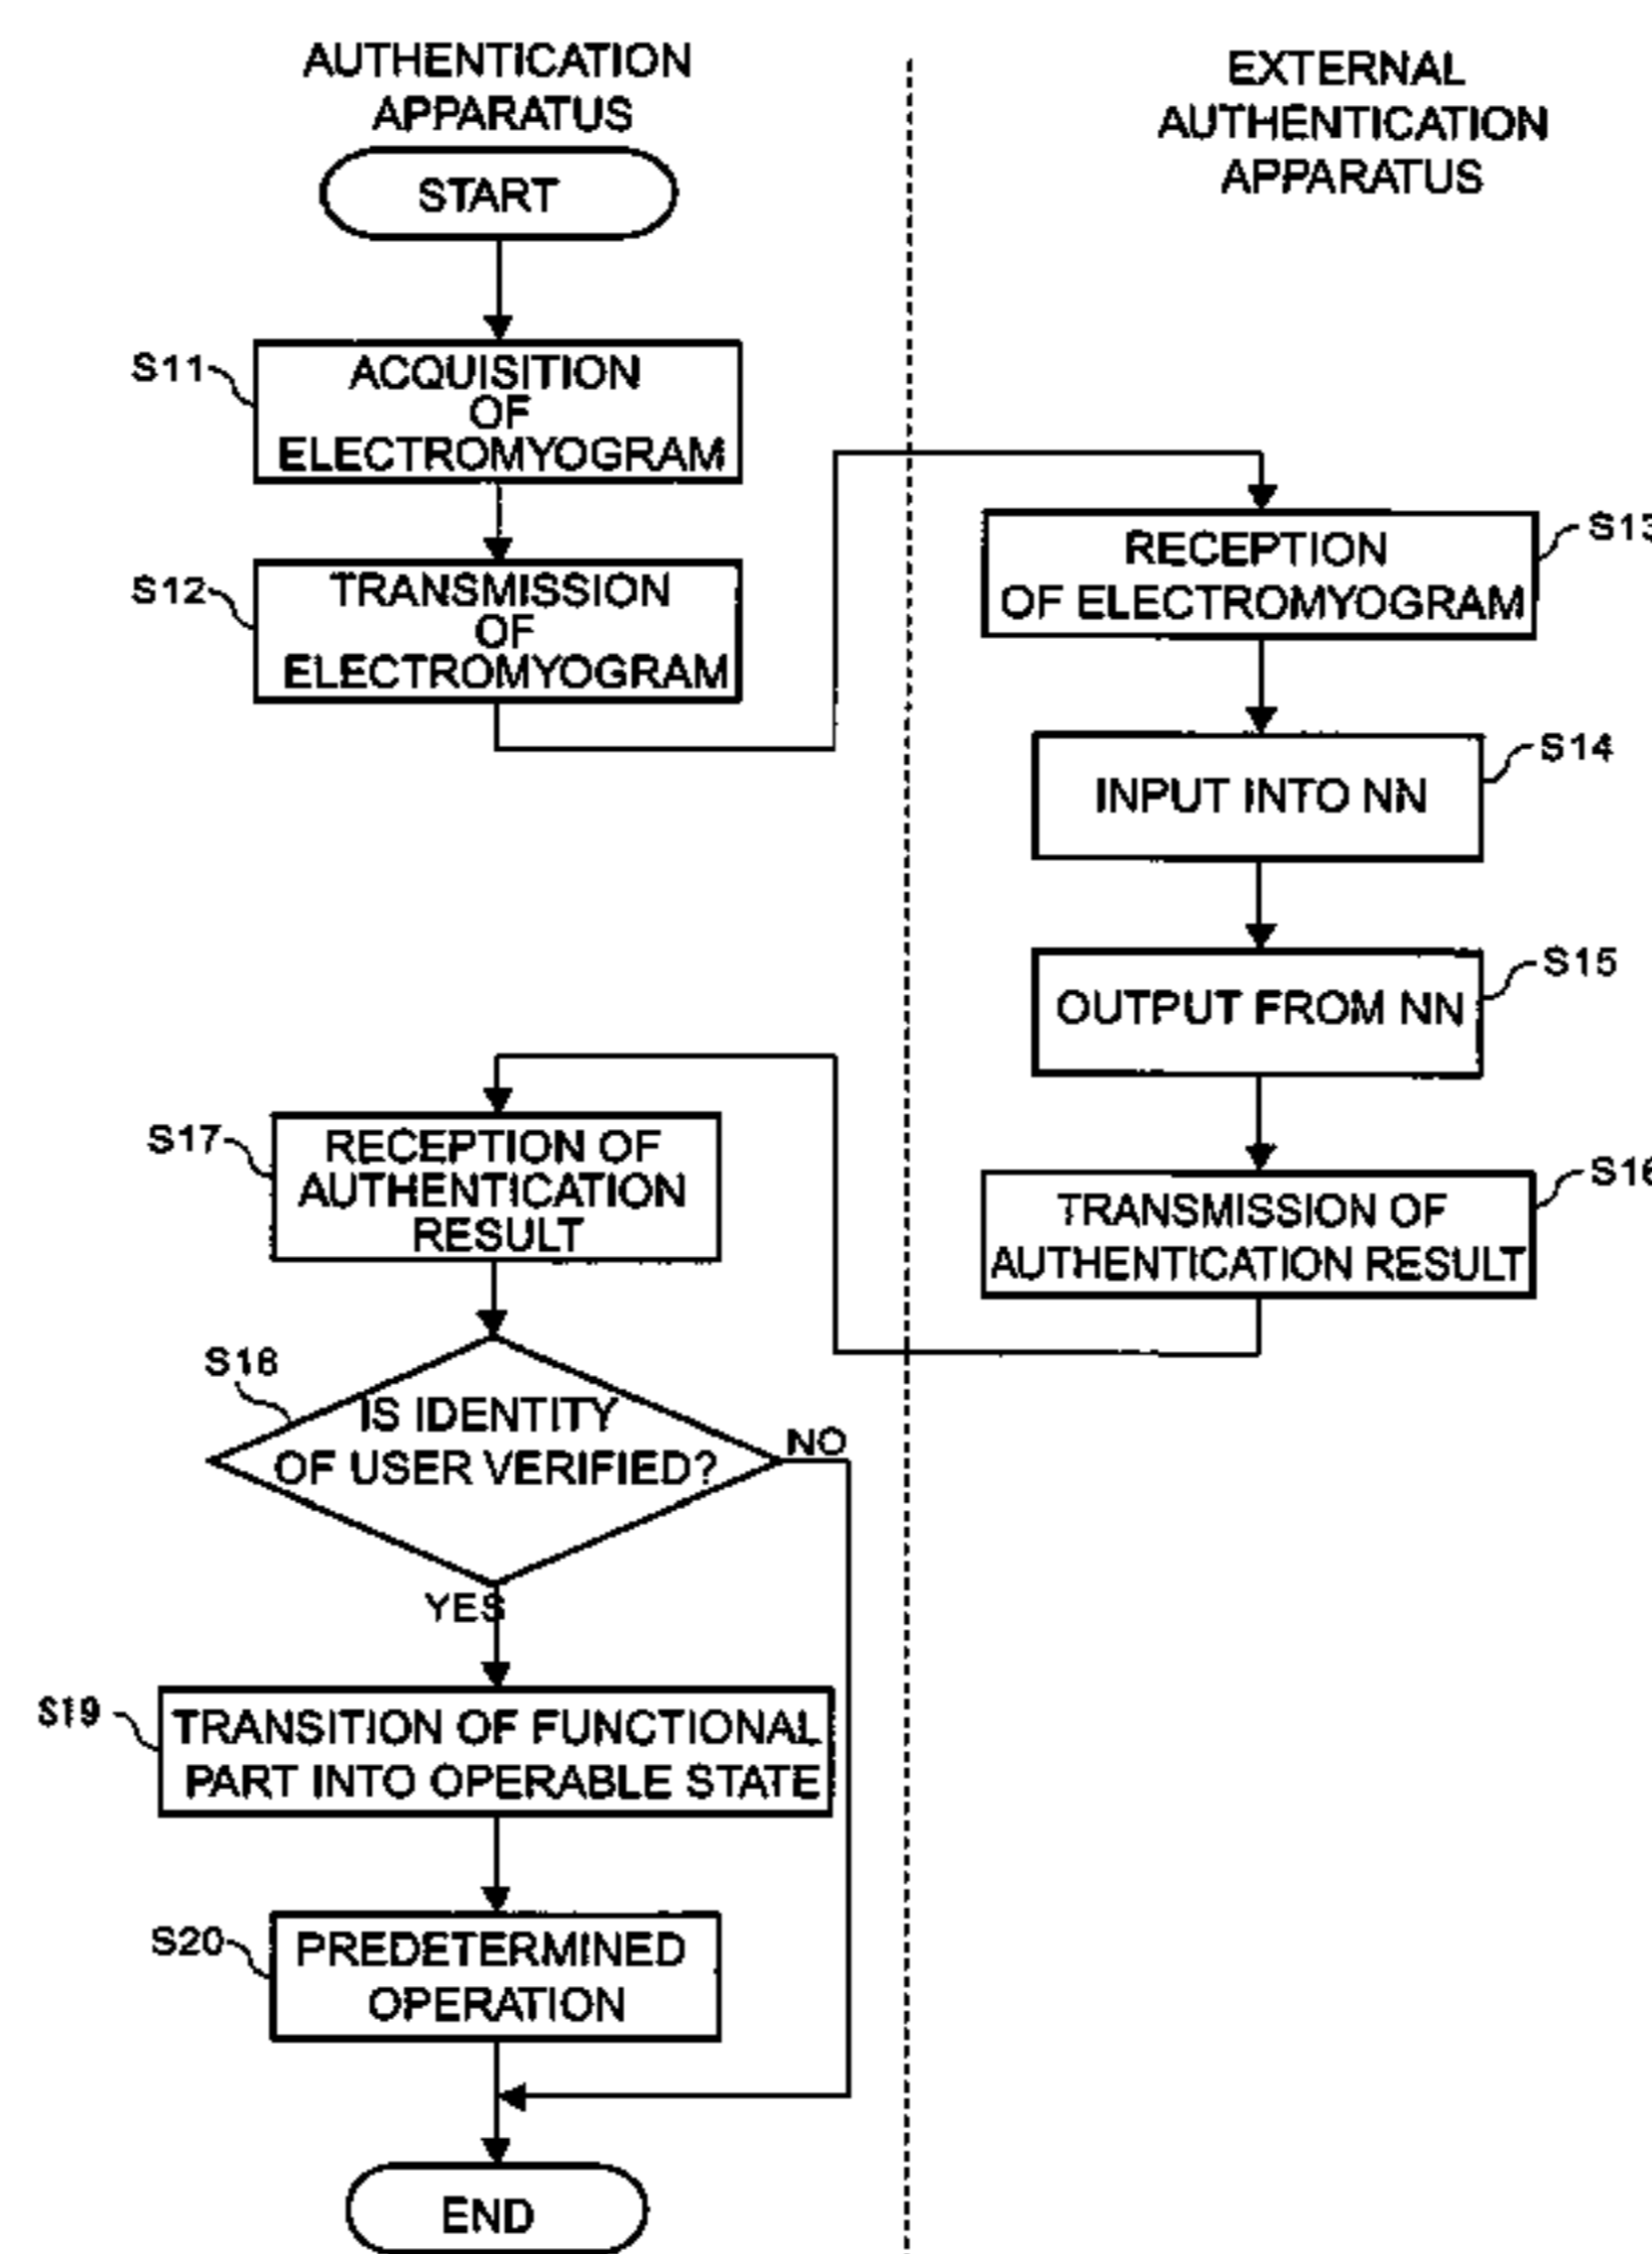 AUTHENTICATION
APPARATUS
START
S11
ACQUISITION
OF
ELECTROMYOGRAM
S12
TRANSMISSION
OF
ELECTROMYOGRAM
EXTERNAL
AUTHENTICATION
APPARATUS
RECEPTION
OF ELECTROMYOGRAM
S13
INPUT INTO NN
S14
OUTPUT FROM NN
S15
TRANSMISSION OF
AUTHENTICATION RESULT
S16
S17
RECEPTION OF
AUTHENTICATION
RESULT
S18
IS IDENTITY
OF USER VERIFIED?
NO
YES
S19
TRANSITION OF FUNCTIONAL
PART INTO OPERABLE STATE
S20
PREDETERMINED
OPERATION
END